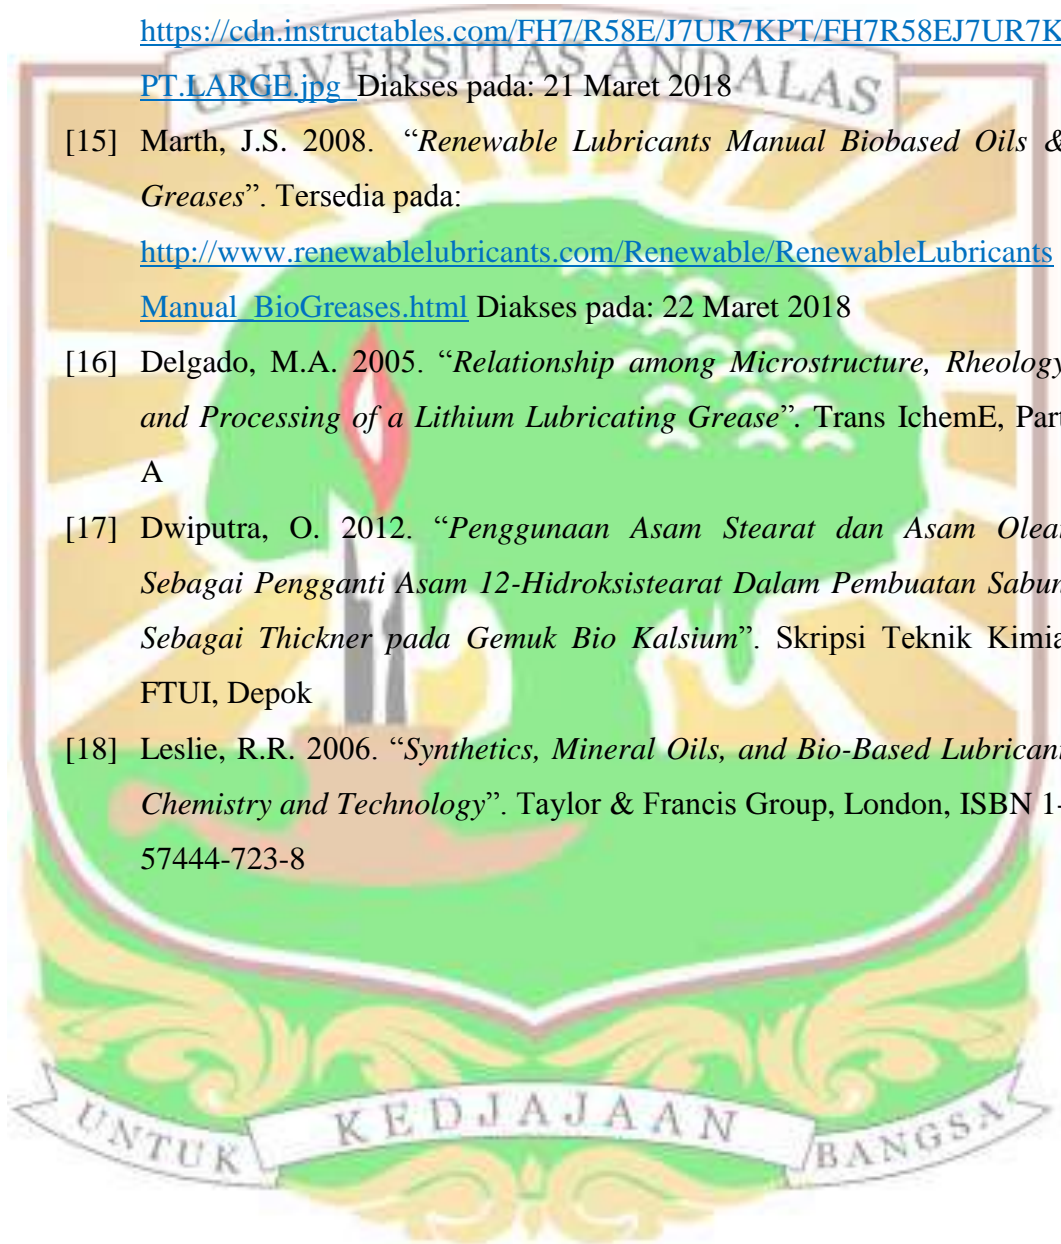 https://cdn.instructables.com/FH7/R58E/J7UR7KPT/FH7R58EJ7UR7K
PT.LARGE.jpg Diakses pada: 21 Maret 2018
UNIVERSITAS ANDALAS
[15] Marth, J.S. 2008. “Renewable Lubricants Manual Biobased Oils &
Greases”. Tersedia pada:
http://www.renewablelubricants.com/Renewable/RenewableLubricants
Manual_BioGreases.html Diakses pada: 22 Maret 2018
[16] Delgado, M.A. 2005. “Relationship among Microstructure, Rheology
and Processing of a Lithium Lubricating Grease”. Trans IchemE, Part
A
[17] Dwiputra, O. 2012. “Penggunaan Asam Stearat dan Asam Oleat
Sebagai Pengganti Asam 12-Hidroksistearat Dalam Pembuatan Sabun
Sebagai Thickner pada Gemuk Bio Kalsium”. Skripsi Teknik Kimia
FTUI, Depok
[18] Leslie, R.R. 2006. “Synthetics, Mineral Oils, and Bio-Based Lubricant
Chemistry and Technology”. Taylor & Francis Group, London, ISBN 1-
57444-723-8
UNTUK KEDJAJAAN BANGSA